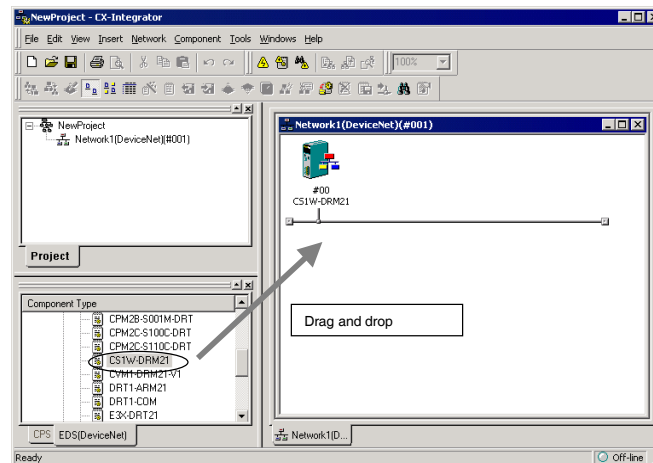 NewProject - CX-Integrator
File Edit View Insert Network Component Tools Windows Help
100%
NewProject
Network1(DeviceNet)(#001)
Project
Network1(DeviceNet)(#001)
#00
CS1W-DRM21
Drag and drop
Component Type
CPM2B-S001M-DRT
CPM2C-S100C-DRT
CPM2C-S110C-DRT
CS1W-DRM21
CVM1-DRM21-V1
DRT1-ARM21
DRT1-COM
E3X-DRT21
CPS EDS(DeviceNet)
Network1(D...
Ready
Off-line